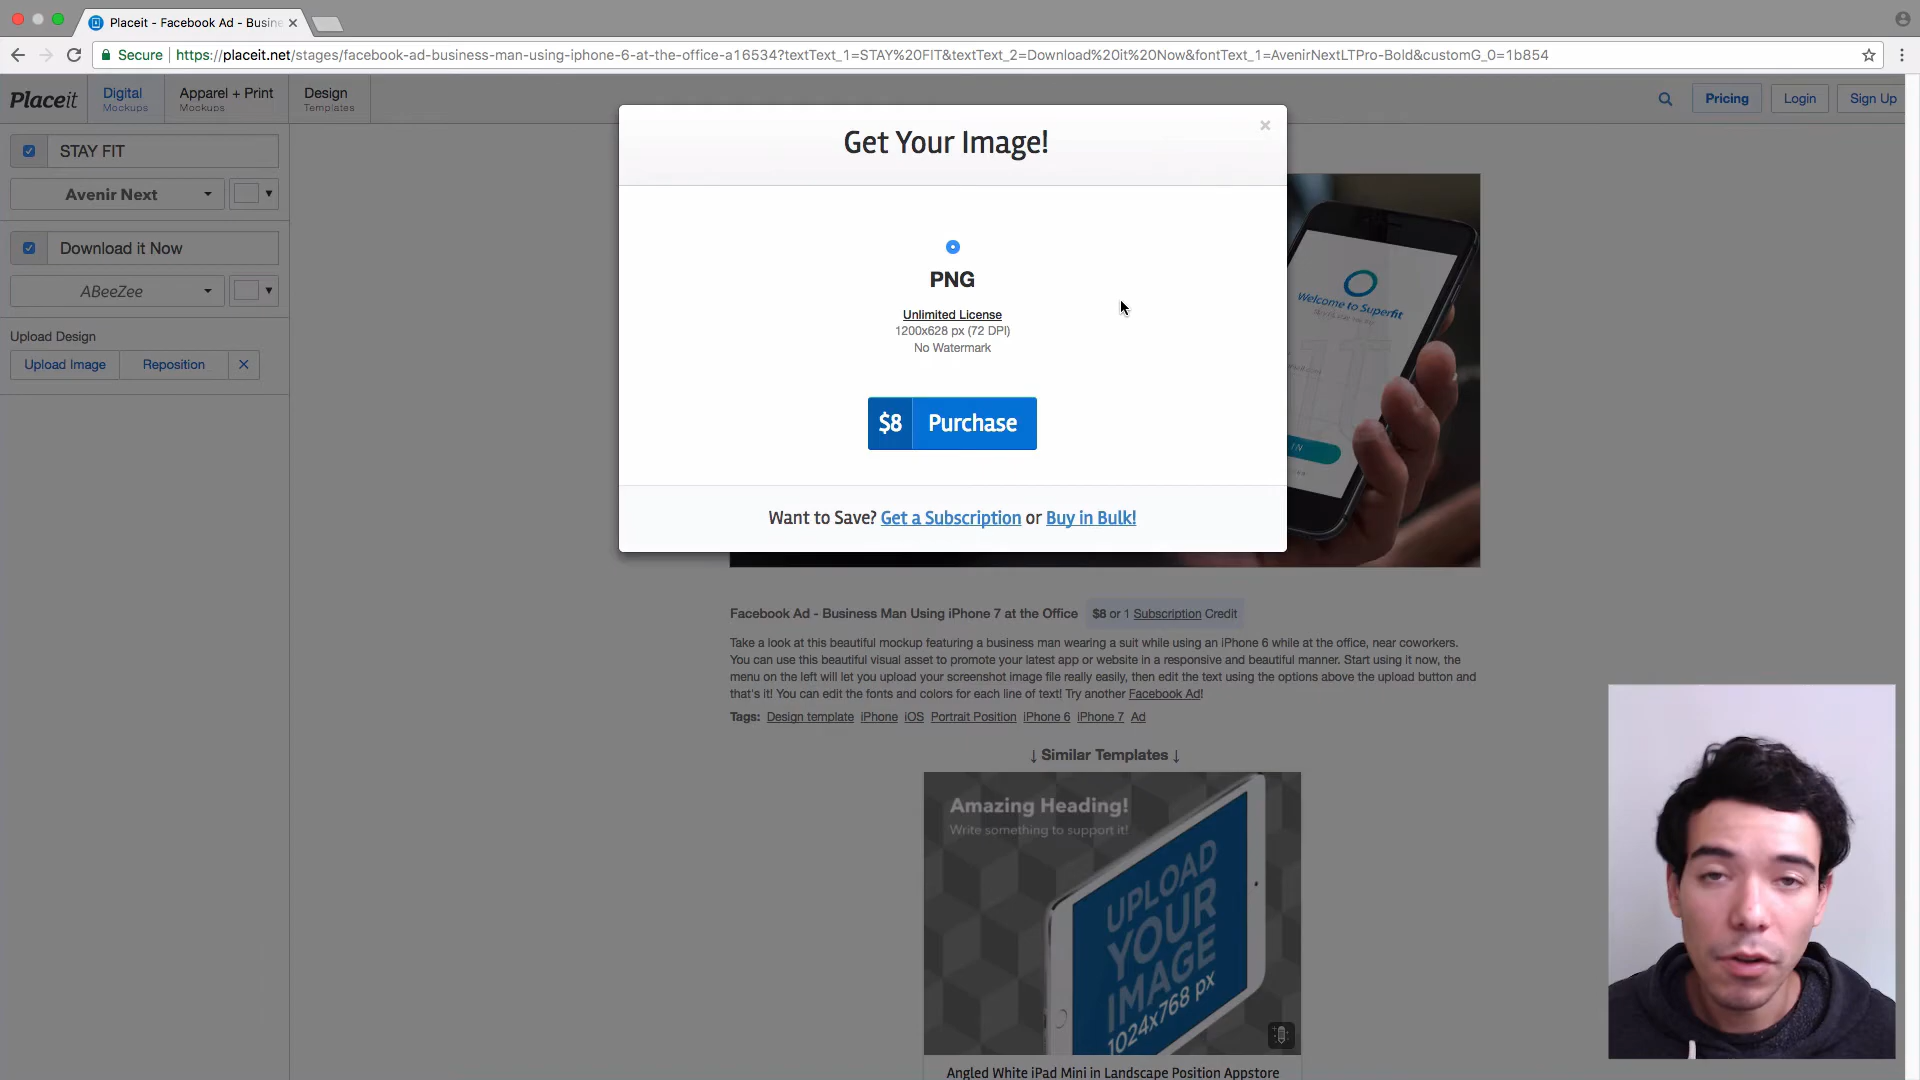 Placeit - Facebook Ad - Busine
Secure
https://placeit.net/stages/facebook-ad-business-man-using-iphone-6-at-the-office-a16534?textText_1=STAY%20FIT&textText_2=Download%20it%20Now&fontText_1=AvenirNextLTPro-Bold&customG_0=1b854
Placeit
Digital
Mockups
Apparel + Print
Mockups
Design
Templates
Pricing
Login
Sign Up
STAY FIT
Avenir Next
Download it Now
ABeeZee
Upload Design
Upload Image
Reposition
Get Your Image!
PNG
Unlimited License
1200x628 px (72 DPI)
No Watermark
$8 Purchase
Want to Save? Get a Subscription or Buy in Bulk!
Welcome to Superfit
Facebook Ad - Business Man Using iPhone 7 at the Office
$8 or 1 Subscription Credit
Take a look at this beautiful mockup featuring a business man wearing a suit while using an iPhone 6 while at the office, near coworkers.
You can use this beautiful visual asset to promote your latest app or website in a responsive and beautiful manner. Start using it now, the
menu on the left will let you upload your screenshot image file really easily, then edit the text using the options above the upload button and
that's it! You can edit the fonts and colors for each line of text! Try another Facebook Ad!
Tags: Design template iPhone iOS Portrait Position iPhone 6 iPhone 7 Ad
↓ Similar Templates ↓
Amazing Heading!
Write something to support it!
UPLOAD
YOUR
IMAGE
1024x768 px
Angled White iPad Mini in Landscape Position Appstore